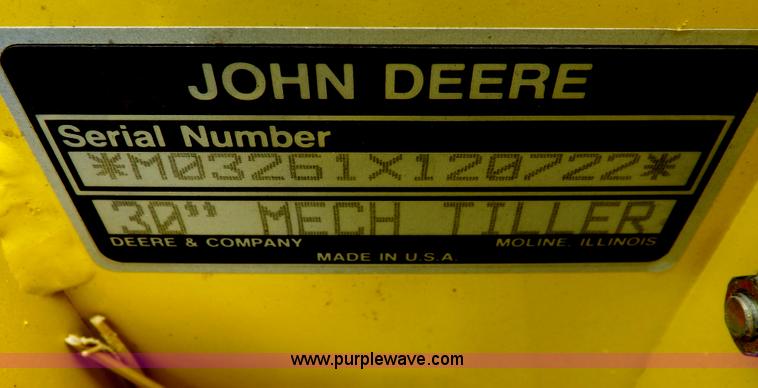 JOHN DEERE
Serial Number
*M03261X120722*
30" MECH TILLER
DEERE & COMPANY MOLINE, ILLINOIS
MADE IN U.S.A.
www.purplewave.com